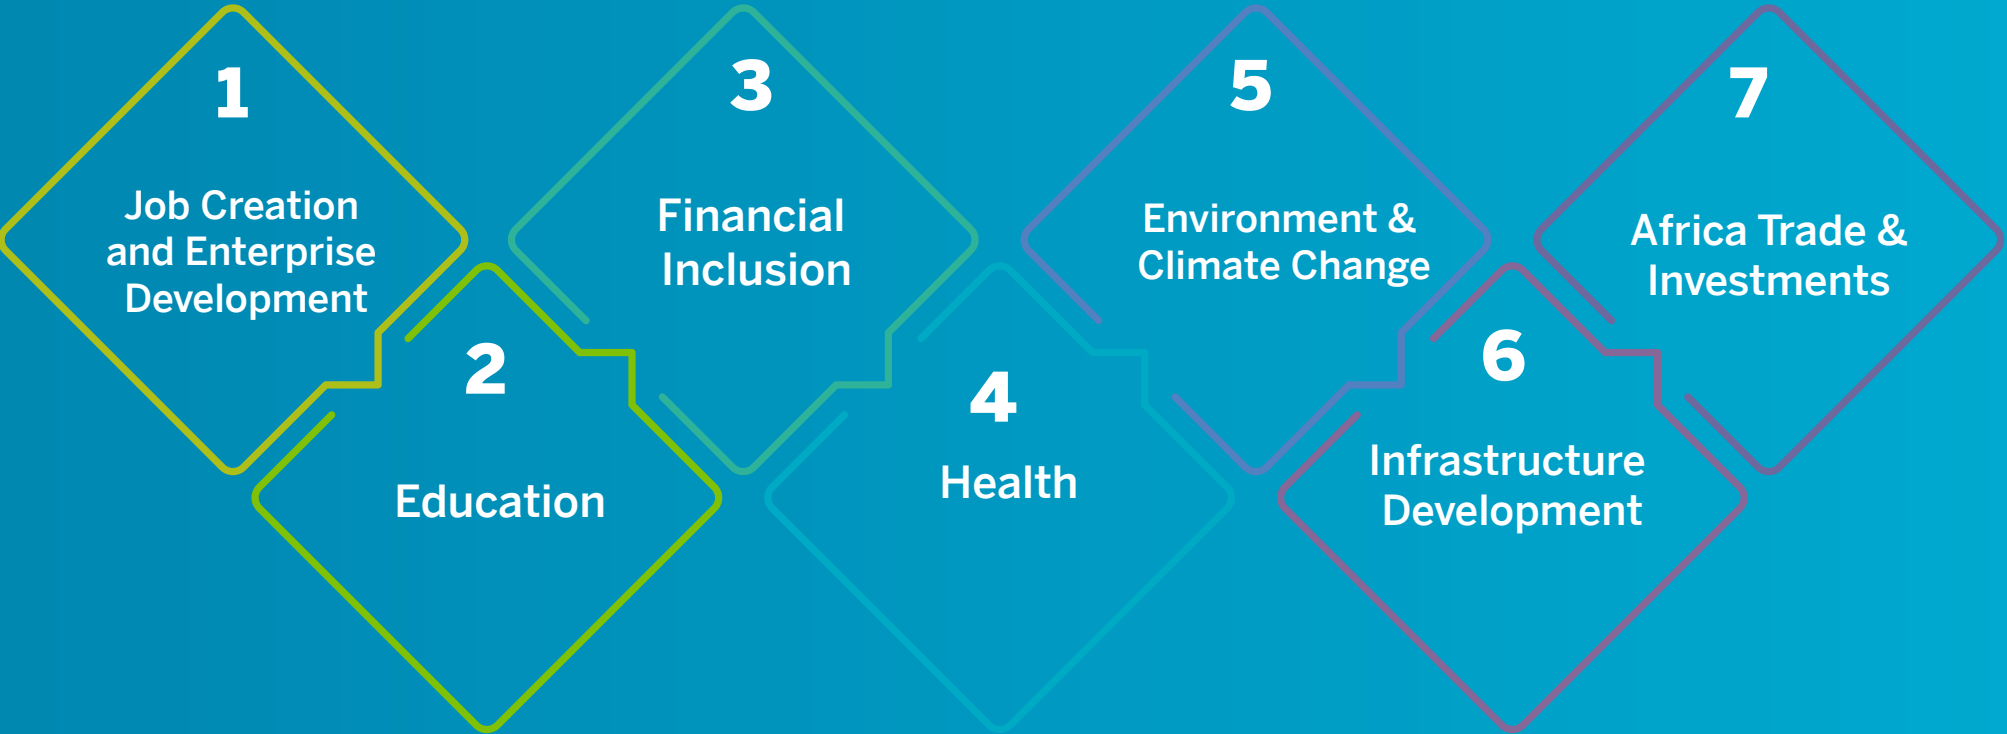 1
Job Creation
and Enterprise
Development
2
Education
3
Financial
Inclusion
4
Health
5
Environment &
Climate Change
6
Infrastructure
Development
7
Africa Trade &
Investments